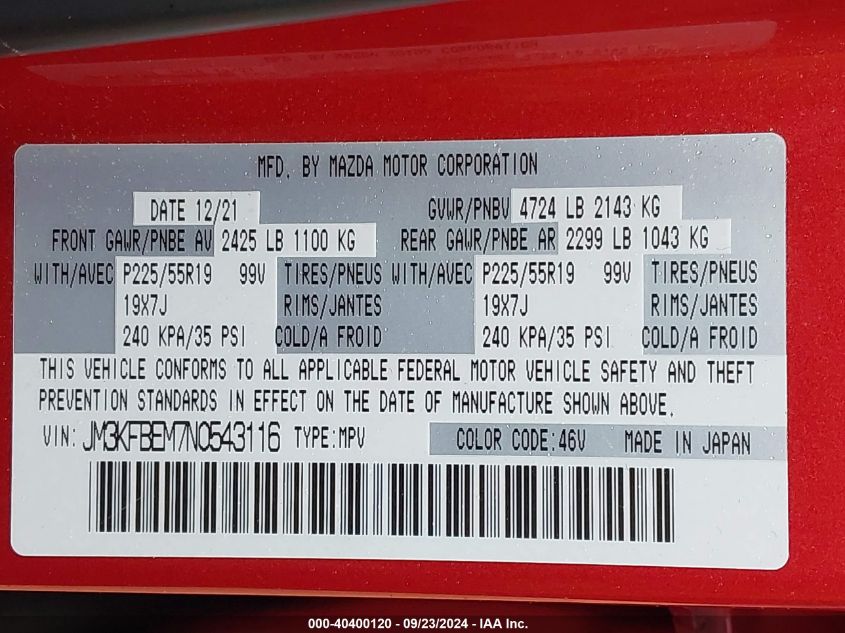 MFD. BY MAZDA MOTOR CORPORATION
DATE 12/21 GVWR/PNBV 4724 LB 2143 KG
FRONT GAWR/PNBE AV 2425 LB 1100 KG REAR GAWR/PNBE AR 2299 LB 1043 KG
WITH/AVEC P225/55R19 99V TIRES/PNEUS WITH/AVEC P225/55R19 99V TIRES/PNEUS
19X7J RIMS/JANTES 19X7J RIMS/JANTES
240 KPA/35 PSI COLD/A FROID 240 KPA/35 PSI COLD/A FROID
THIS VEHICLE CONFORMS TO ALL APPLICABLE FEDERAL MOTOR VEHICLE SAFETY AND THEFT
PREVENTION STANDARDS IN EFFECT ON THE DATE OF MANUFACTURE SHOWN ABOVE.
VIN: JM3KFBEM7N0543116 TYPE:MPV COLOR CODE:46V MADE IN JAPAN
000-40400120 - 09/23/2024 - IAA Inc.